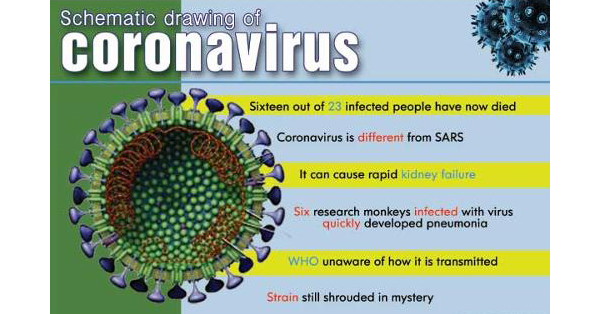 Schematic drawing of
coronavirus
Sixteen out of 23 infected people have now died
Coronavirus is different from SARS
It can cause rapid kidney failure
Six research monkeys infected with virus
quickly developed pneumonia
WHO unaware of how it is transmitted
Strain still shrouded in mystery